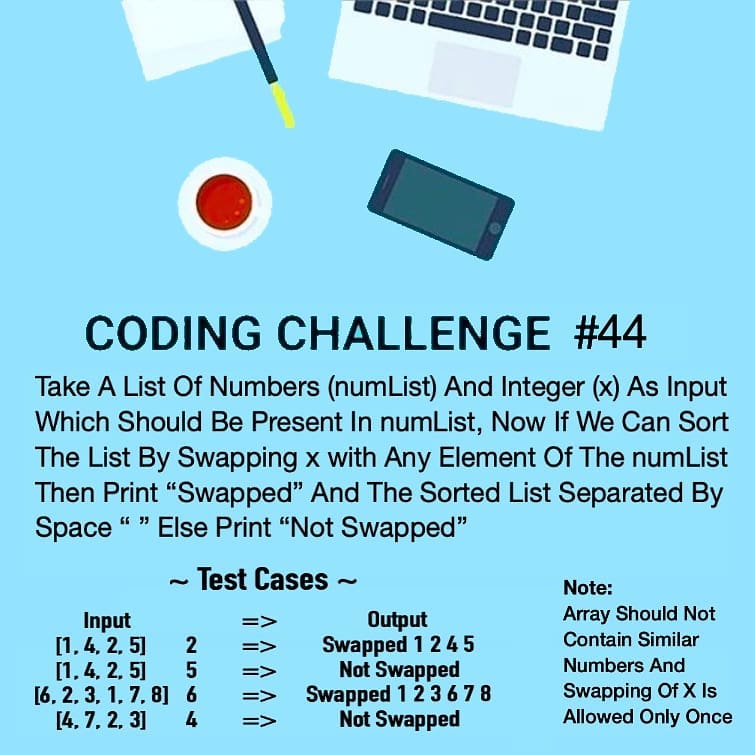 CODING CHALLENGE #44
Take A List Of Numbers (numList) And Integer (x) As Input
Which Should Be Present In numList, Now If We Can Sort
The List By Swapping x with Any Element Of The numList
Then Print “Swapped” And The Sorted List Separated By
Space “ ” Else Print “Not Swapped”
~ Test Cases ~
Input => Output
[1, 4, 2, 5] 2 => Swapped 1 2 4 5
[1, 4, 2, 5] 5 => Not Swapped
[6, 2, 3, 1, 7, 8] 6 => Swapped 1 2 3 6 7 8
[4, 7, 2, 3] 4 => Not Swapped
Note:
Array Should Not
Contain Similar
Numbers And
Swapping Of X Is
Allowed Only Once